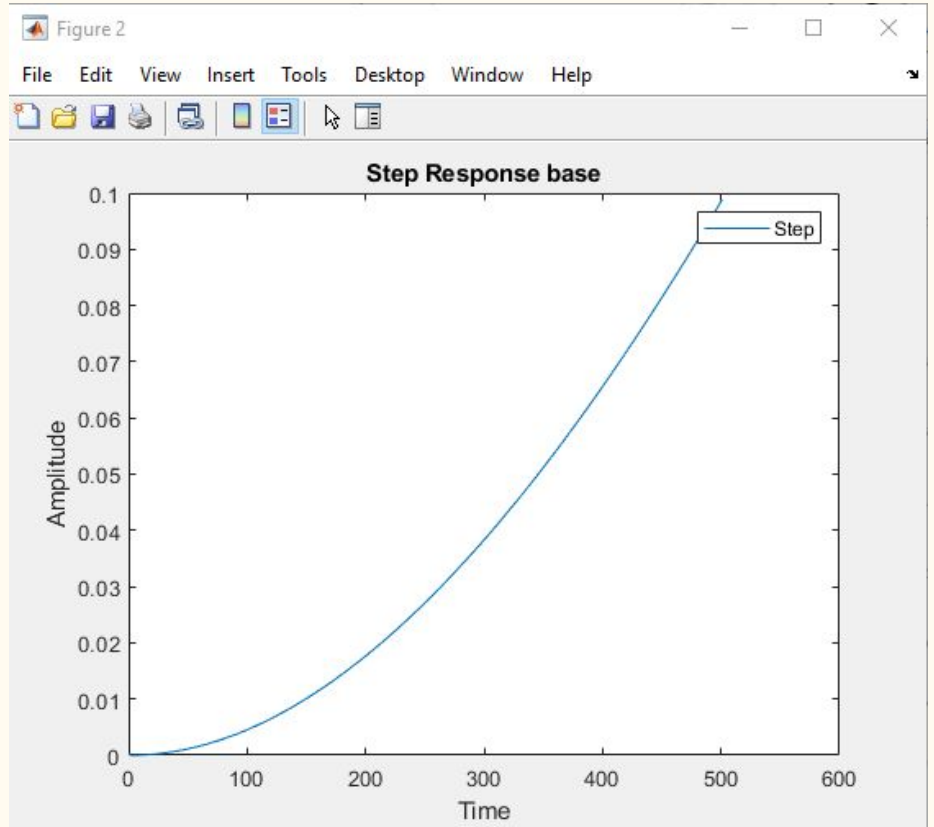 Figure 2
File Edit View Insert Tools Desktop Window Help
Step Response base
Step
0.1
0.09
0.08
0.07
0.06
0.05
0.04
0.03
0.02
0.01
0
Amplitude
0 100 200 300 400 500 600
Time